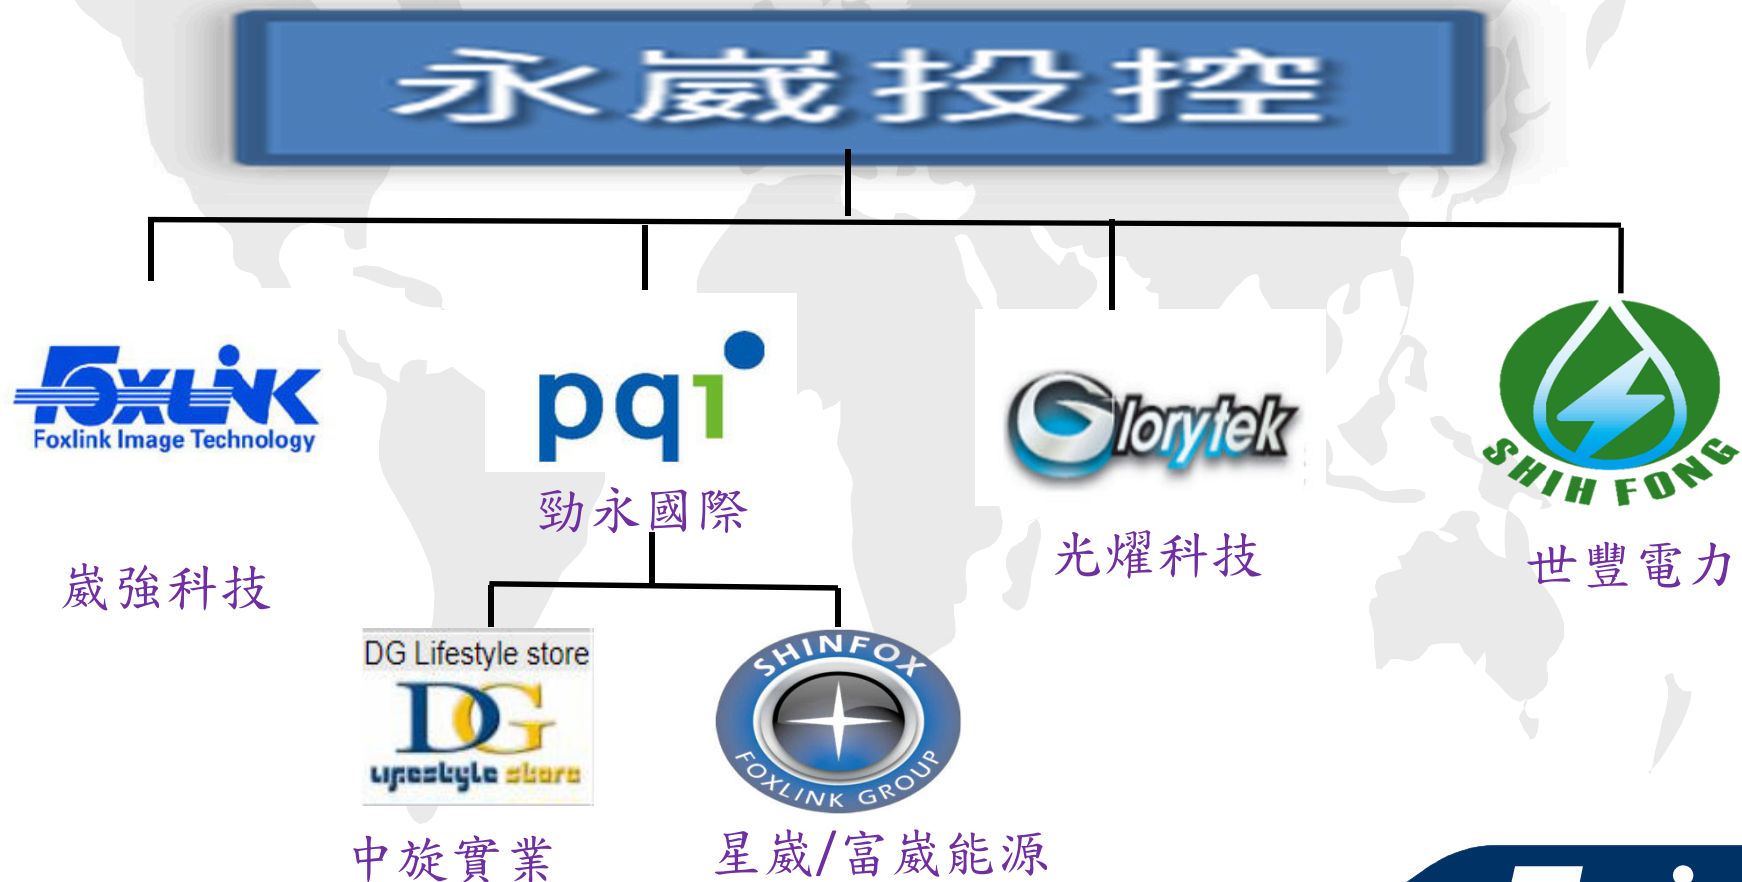 永崴投控
FOXLINK
Foxlink Image Technology
崴強科技
pqi
勁永國際
Glorytek
光燿科技
SHIH FONG
世豐電力
DG Lifestyle store
DG
Lifestyle store
中旋實業
SHINFOX
FOXLINK GROUP
星崴/富崴能源